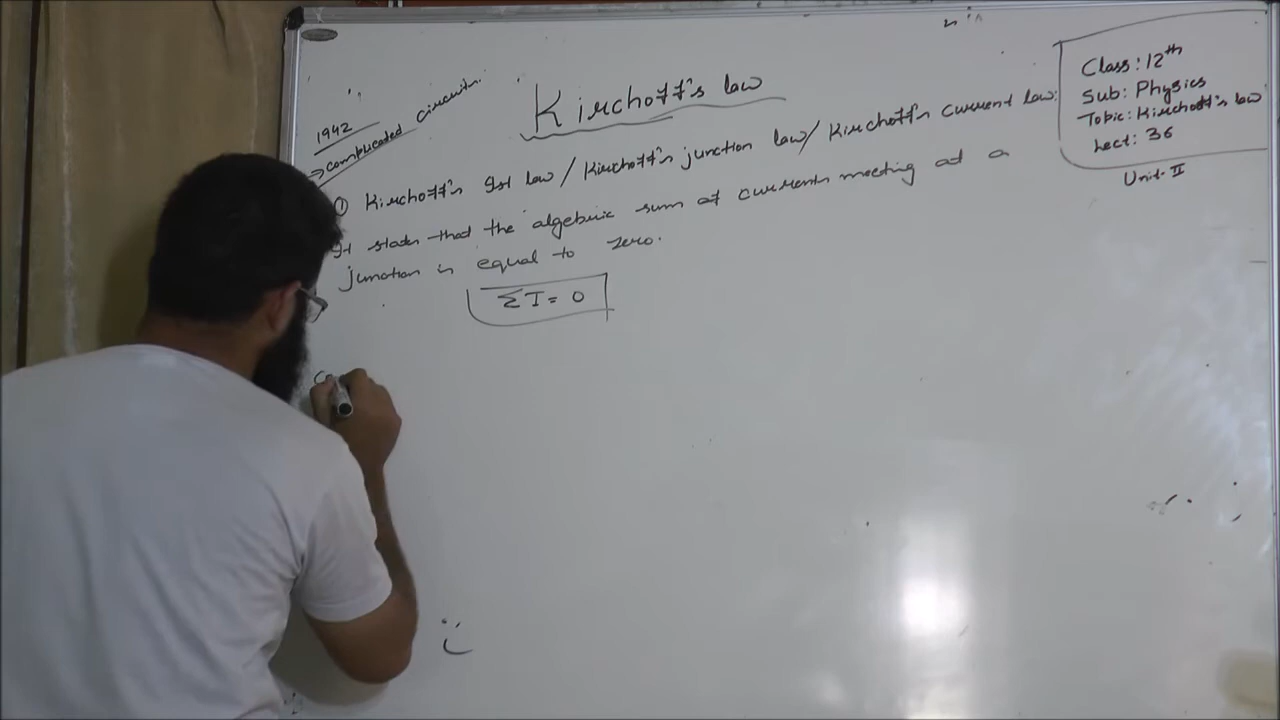 Kirchoff's law
Class: 12th
Sub: Physics
Topic: Kirchoff's law
Lect: 36
Unit-II
1942
→ complicated circuits.
① Kirchoff's 1st law / Kirchoff's junction law / Kirchoff's current law:
It states that the algebric sum of currents meeting at a
junction is equal to zero.
ΣI = 0